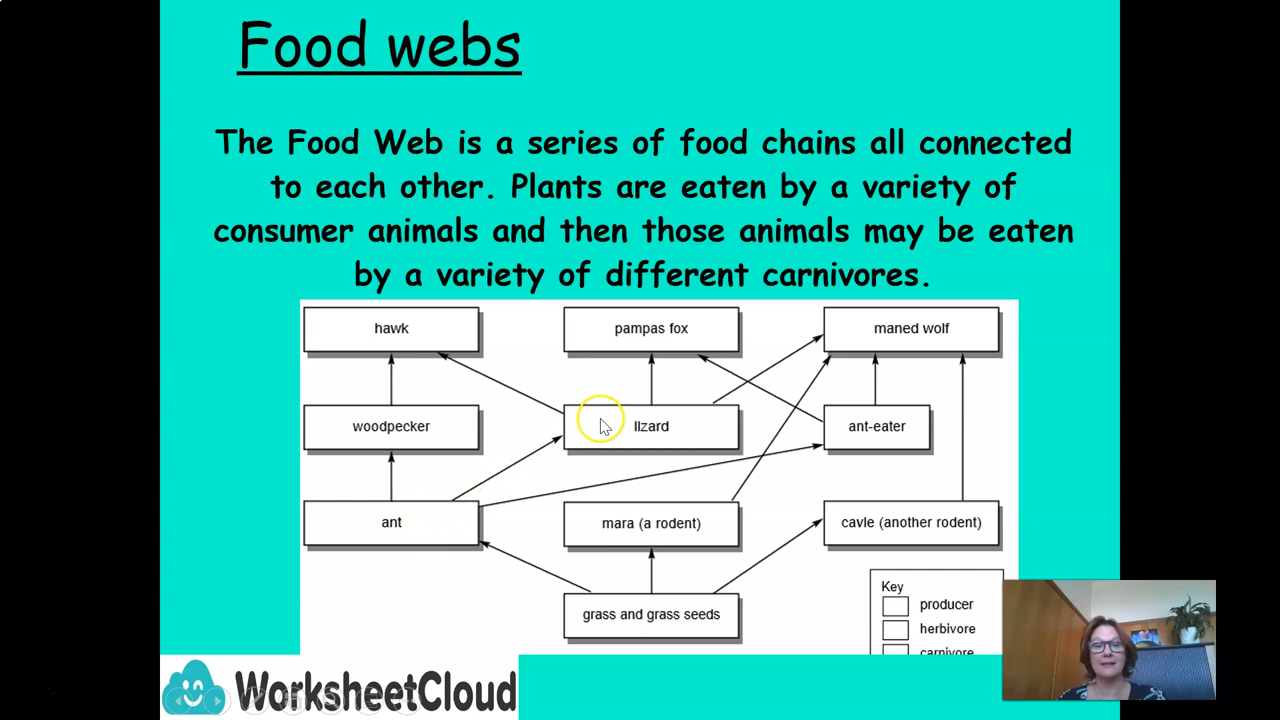 Food webs
The Food Web is a series of food chains all connected
to each other. Plants are eaten by a variety of
consumer animals and then those animals may be eaten
by a variety of different carnivores.
hawk
pampas fox
maned wolf
woodpecker
lizard
ant-eater
ant
mara (a rodent)
cavle (another rodent)
grass and grass seeds
Key
producer
herbivore
carnivore
WorksheetCloud